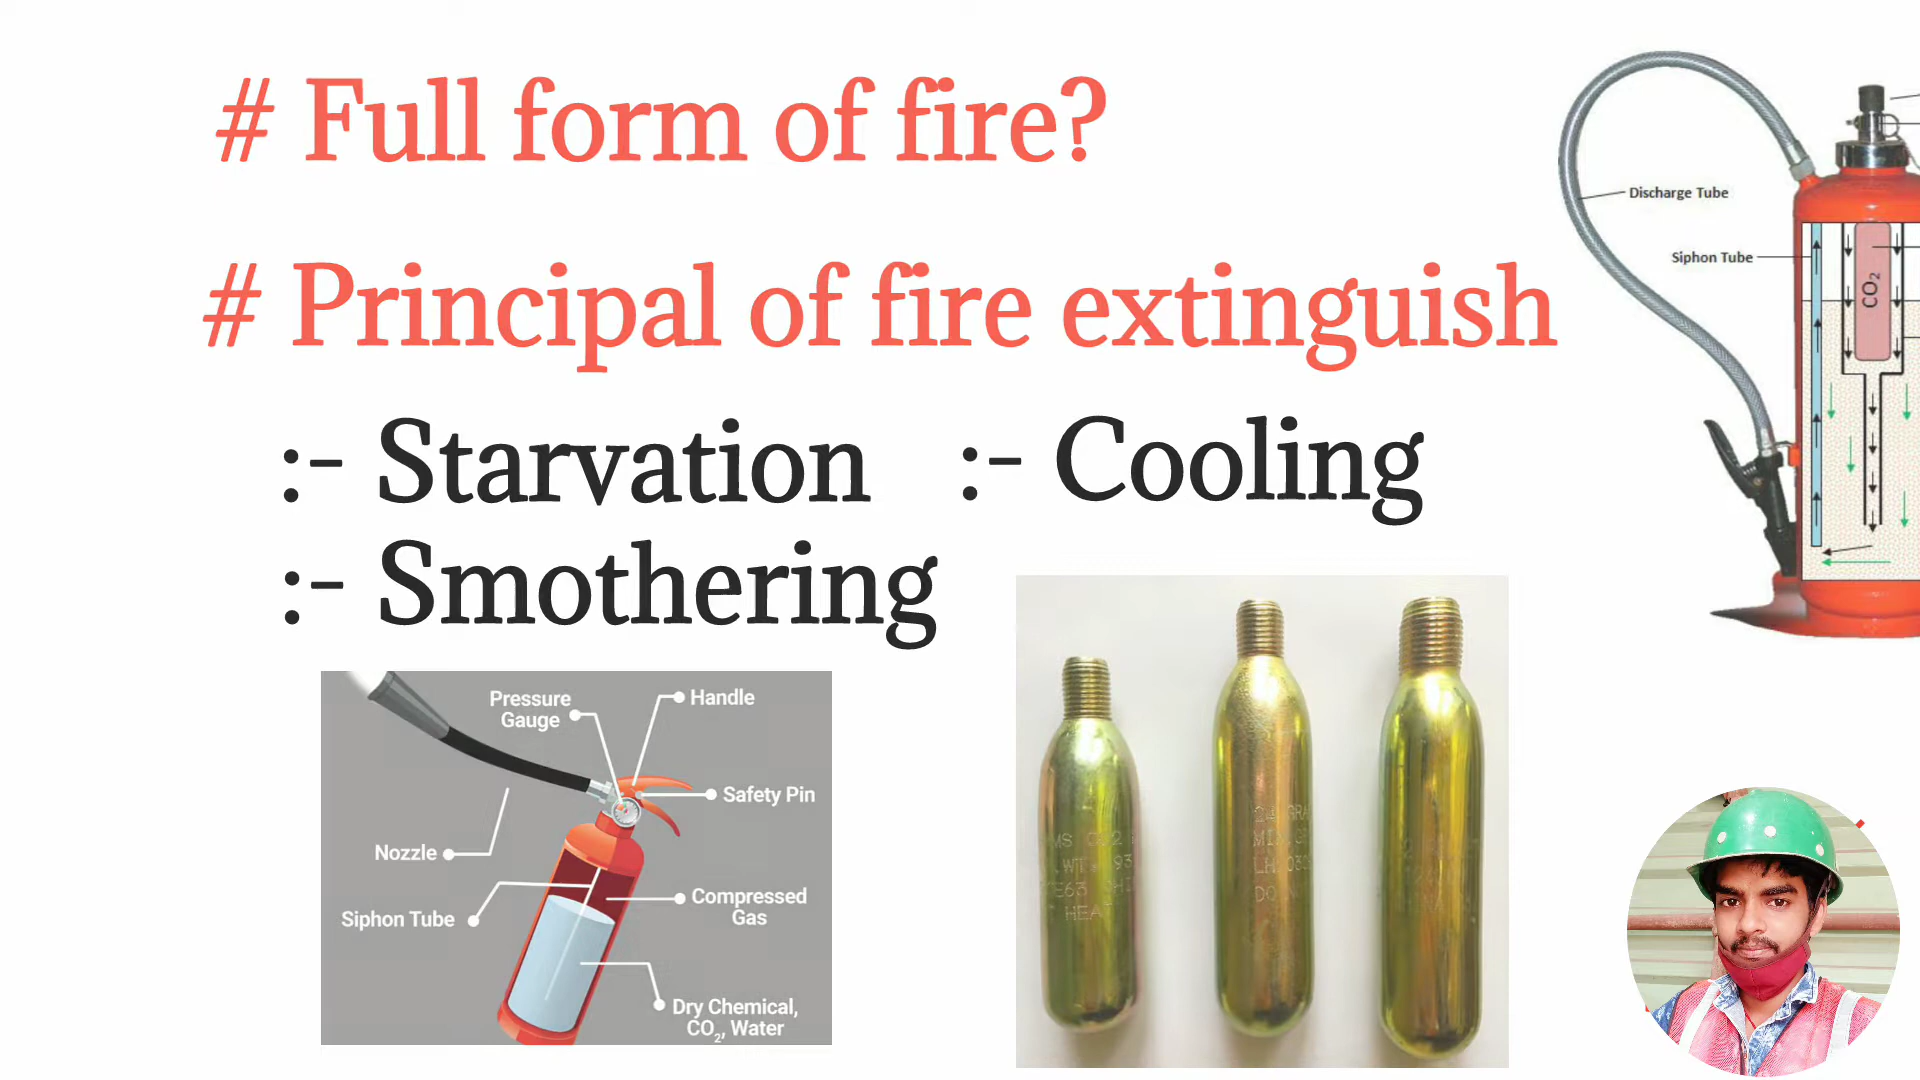 # Full form of fire?
# Principal of fire extinguish
:- Starvation :- Cooling
:- Smothering
Discharge Tube
Siphon Tube
CO₂
Pressure
Gauge
Handle
Safety Pin
Nozzle
Siphon Tube
Compressed
Gas
Dry Chemical,
CO₂, Water